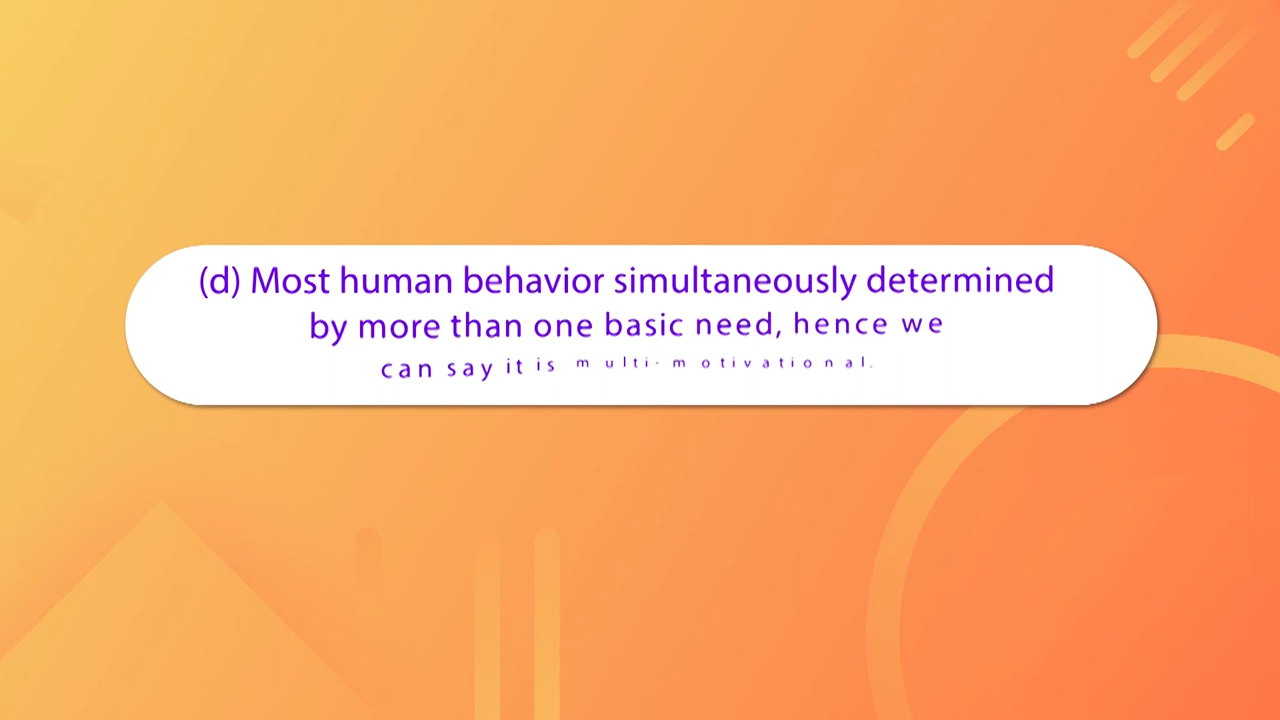 (d) Most human behavior simultaneously determined
by more than one basic need, hence we
can say it is multi-motivational.